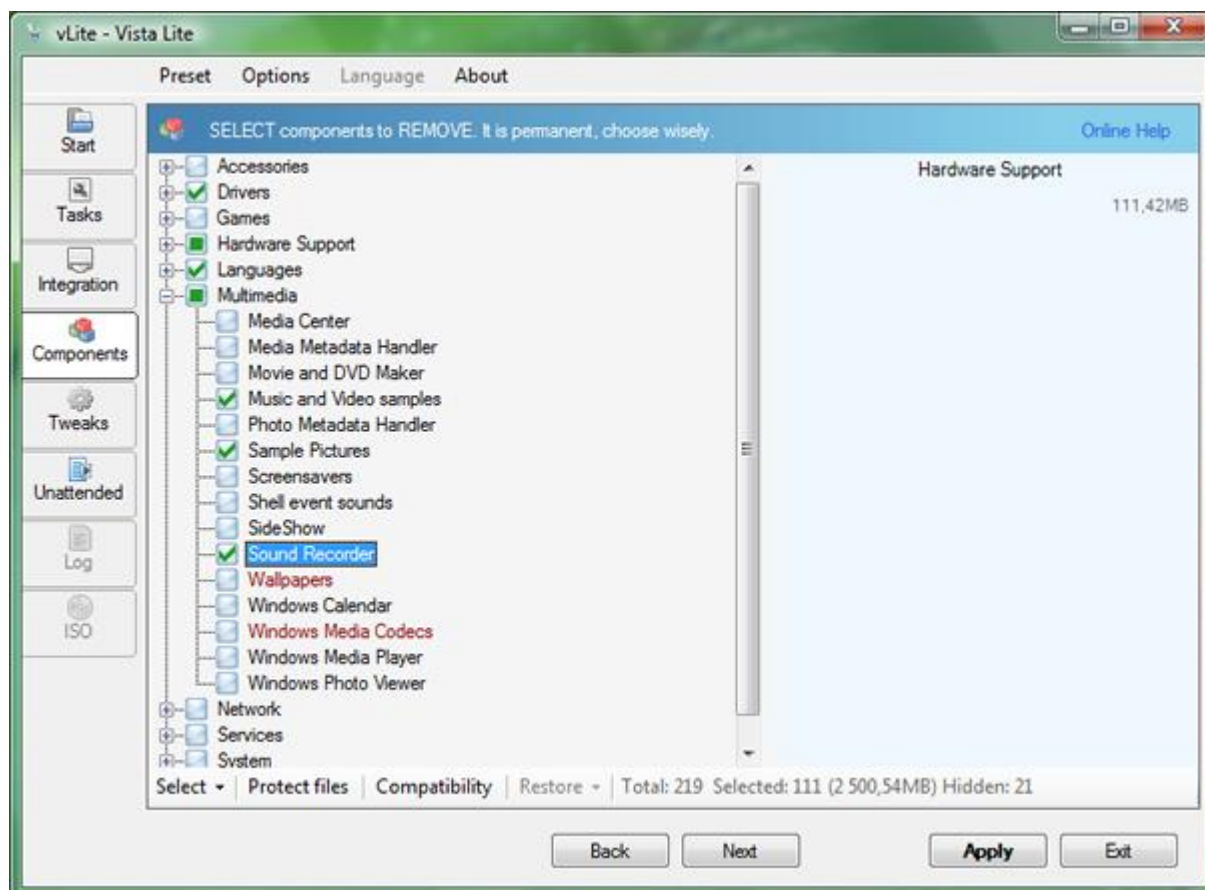 vLite - Vista Lite
Preset Options Language About
Start
Tasks
Integration
Components
Tweaks
Unattended
Log
ISO
SELECT components to REMOVE. It is permanent, choose wisely. Online Help
Accessories
Drivers
Games
Hardware Support
Languages
Multimedia
Media Center
Media Metadata Handler
Movie and DVD Maker
Music and Video samples
Photo Metadata Handler
Sample Pictures
Screensavers
Shell event sounds
SideShow
Sound Recorder
Wallpapers
Windows Calendar
Windows Media Codecs
Windows Media Player
Windows Photo Viewer
Network
Services
System
Hardware Support
111,42MB
Select Protect files Compatibility Restore Total: 219 Selected: 111 (2 500,54MB) Hidden: 21
Back Next Apply Exit